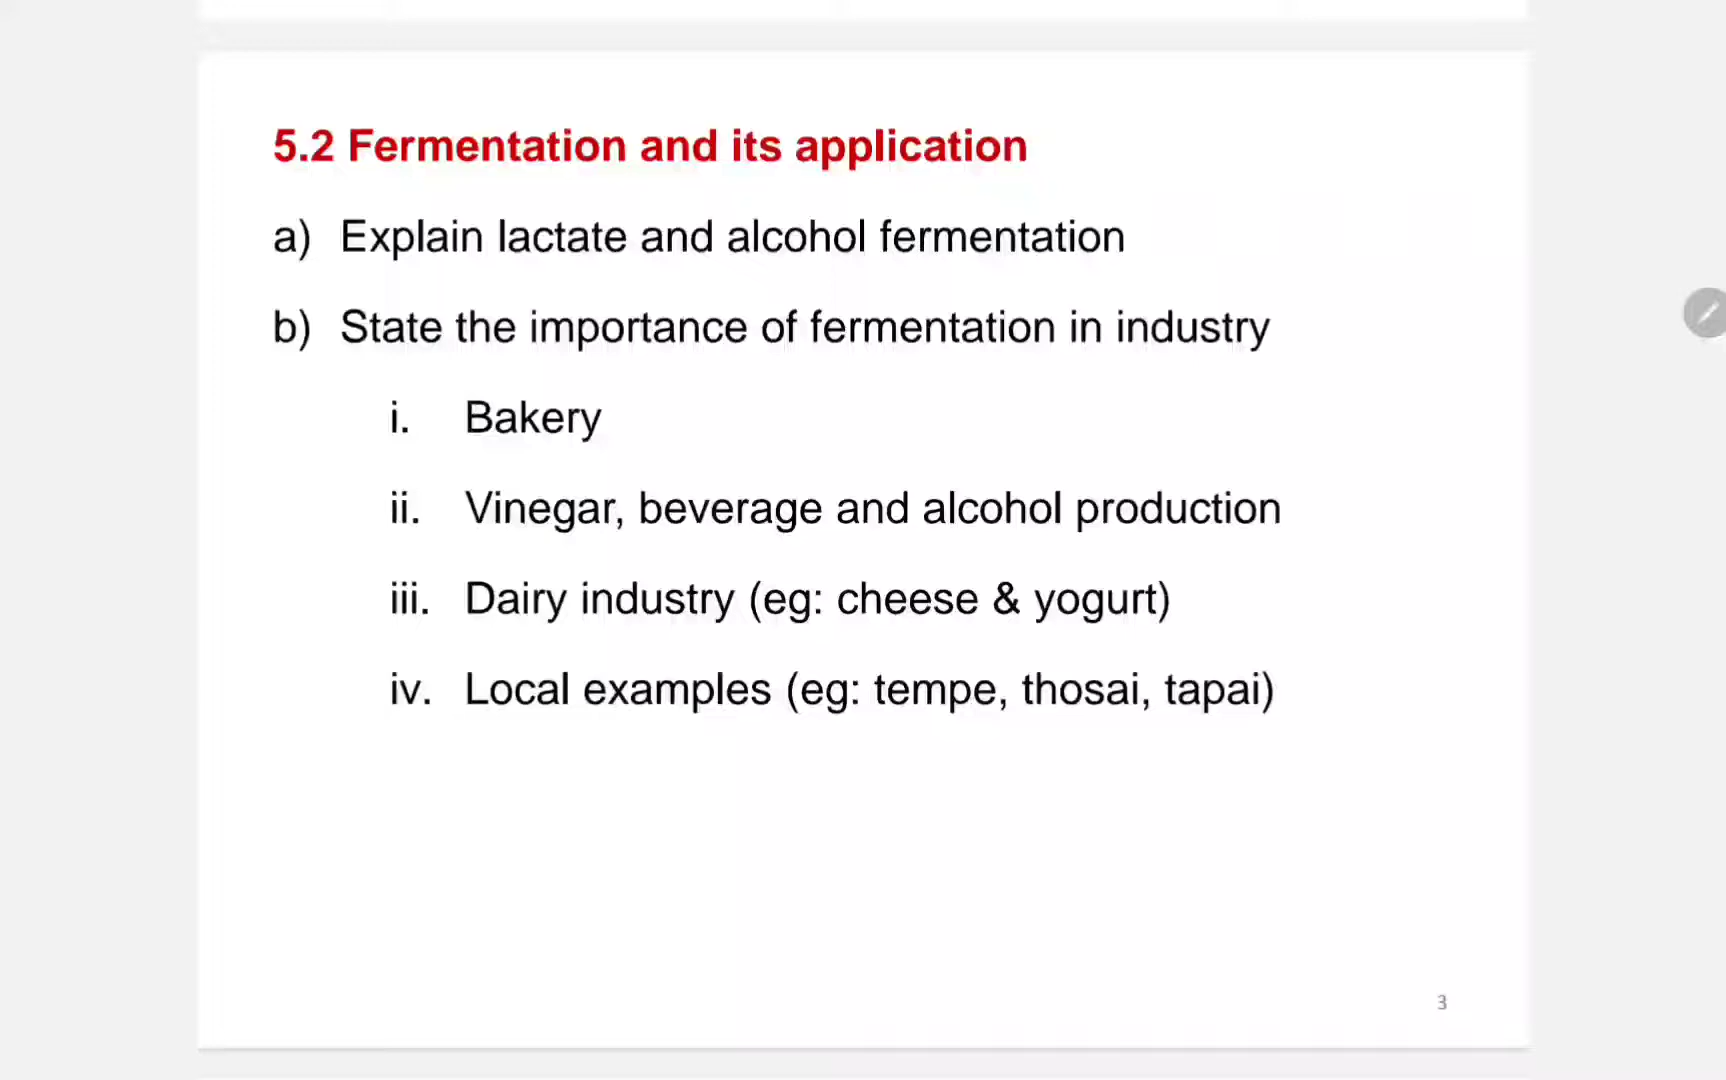 5.2 Fermentation and its application
a) Explain lactate and alcohol fermentation
b) State the importance of fermentation in industry
i. Bakery
ii. Vinegar, beverage and alcohol production
iii. Dairy industry (eg: cheese & yogurt)
iv. Local examples (eg: tempe, thosai, tapai)
3